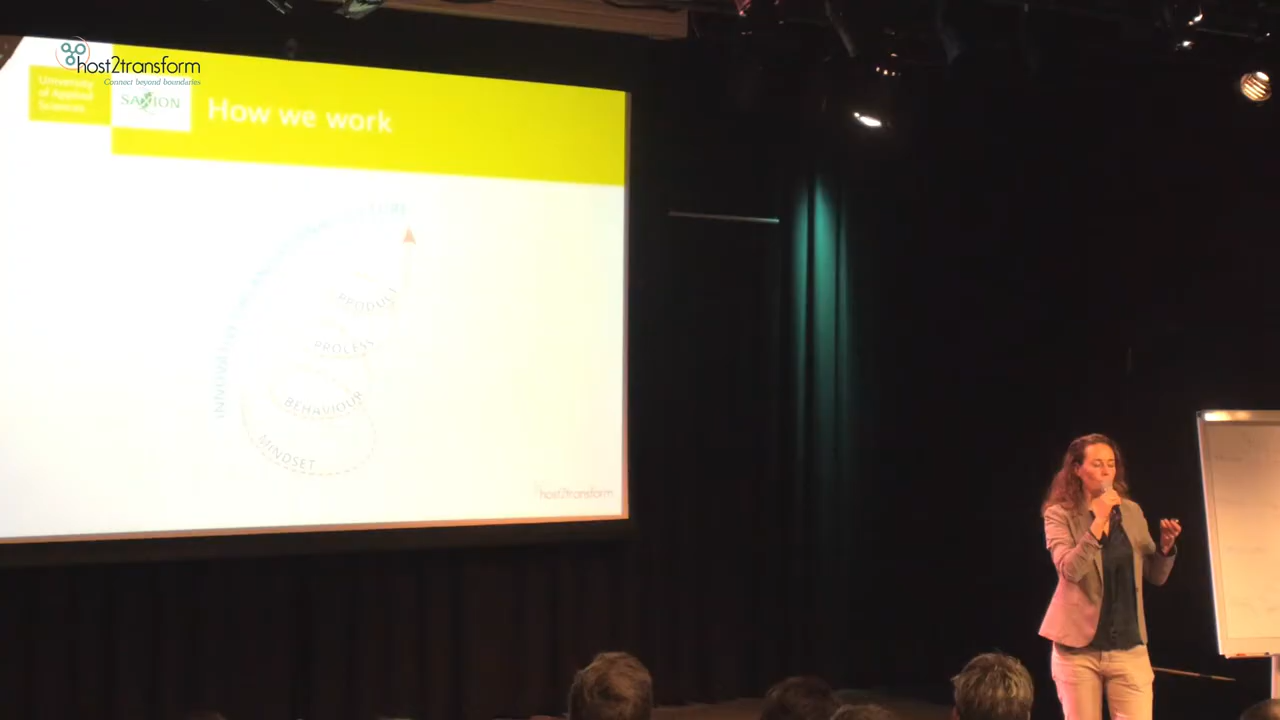 host2transform
Connect beyond boundaries
University
of Applied
Sciences
SAXION
How we work
PRODUCT
PROCESS
BEHAVIOUR
MINDSET
host2transform